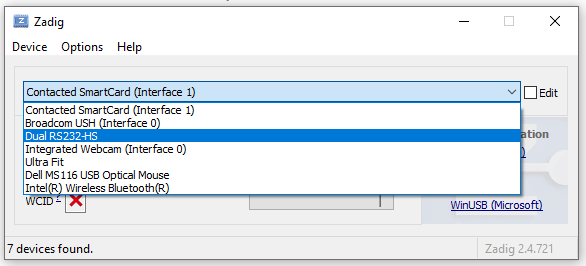 Zadig
Device Options Help
Contacted SmartCard (Interface 1)
Edit
Contacted SmartCard (Interface 1)
Broadcom USH (Interface 0)
Dual RS232-HS
Integrated Webcam (Interface 0)
Ultra Fit
Dell MS116 USB Optical Mouse
Intel(R) Wireless Bluetooth(R)
WCID ?
WinUSB (Microsoft)
7 devices found.
Zadig 2.4.721